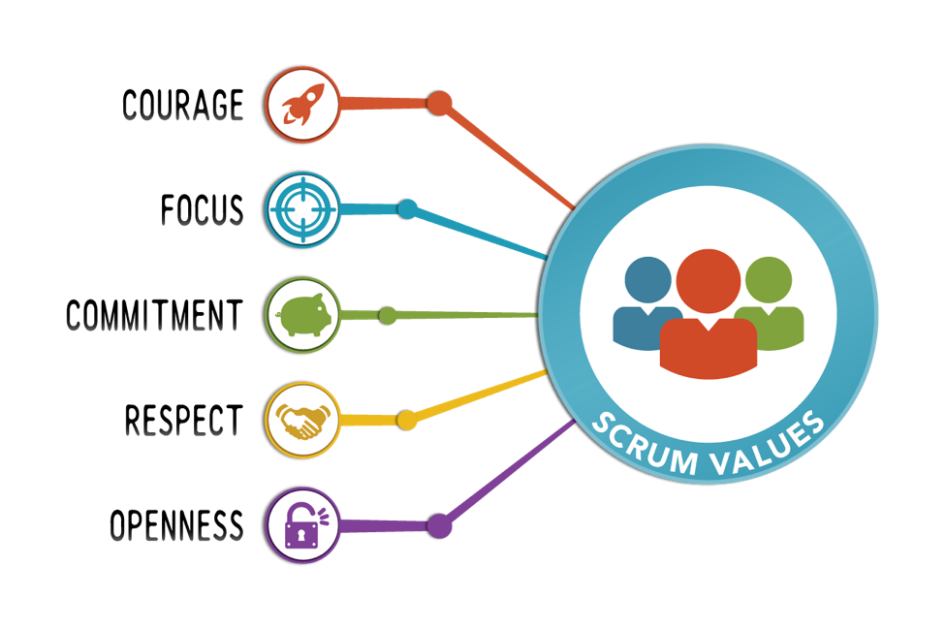 COURAGE
FOCUS
COMMITMENT
RESPECT
OPENNESS
SCRUM VALUES